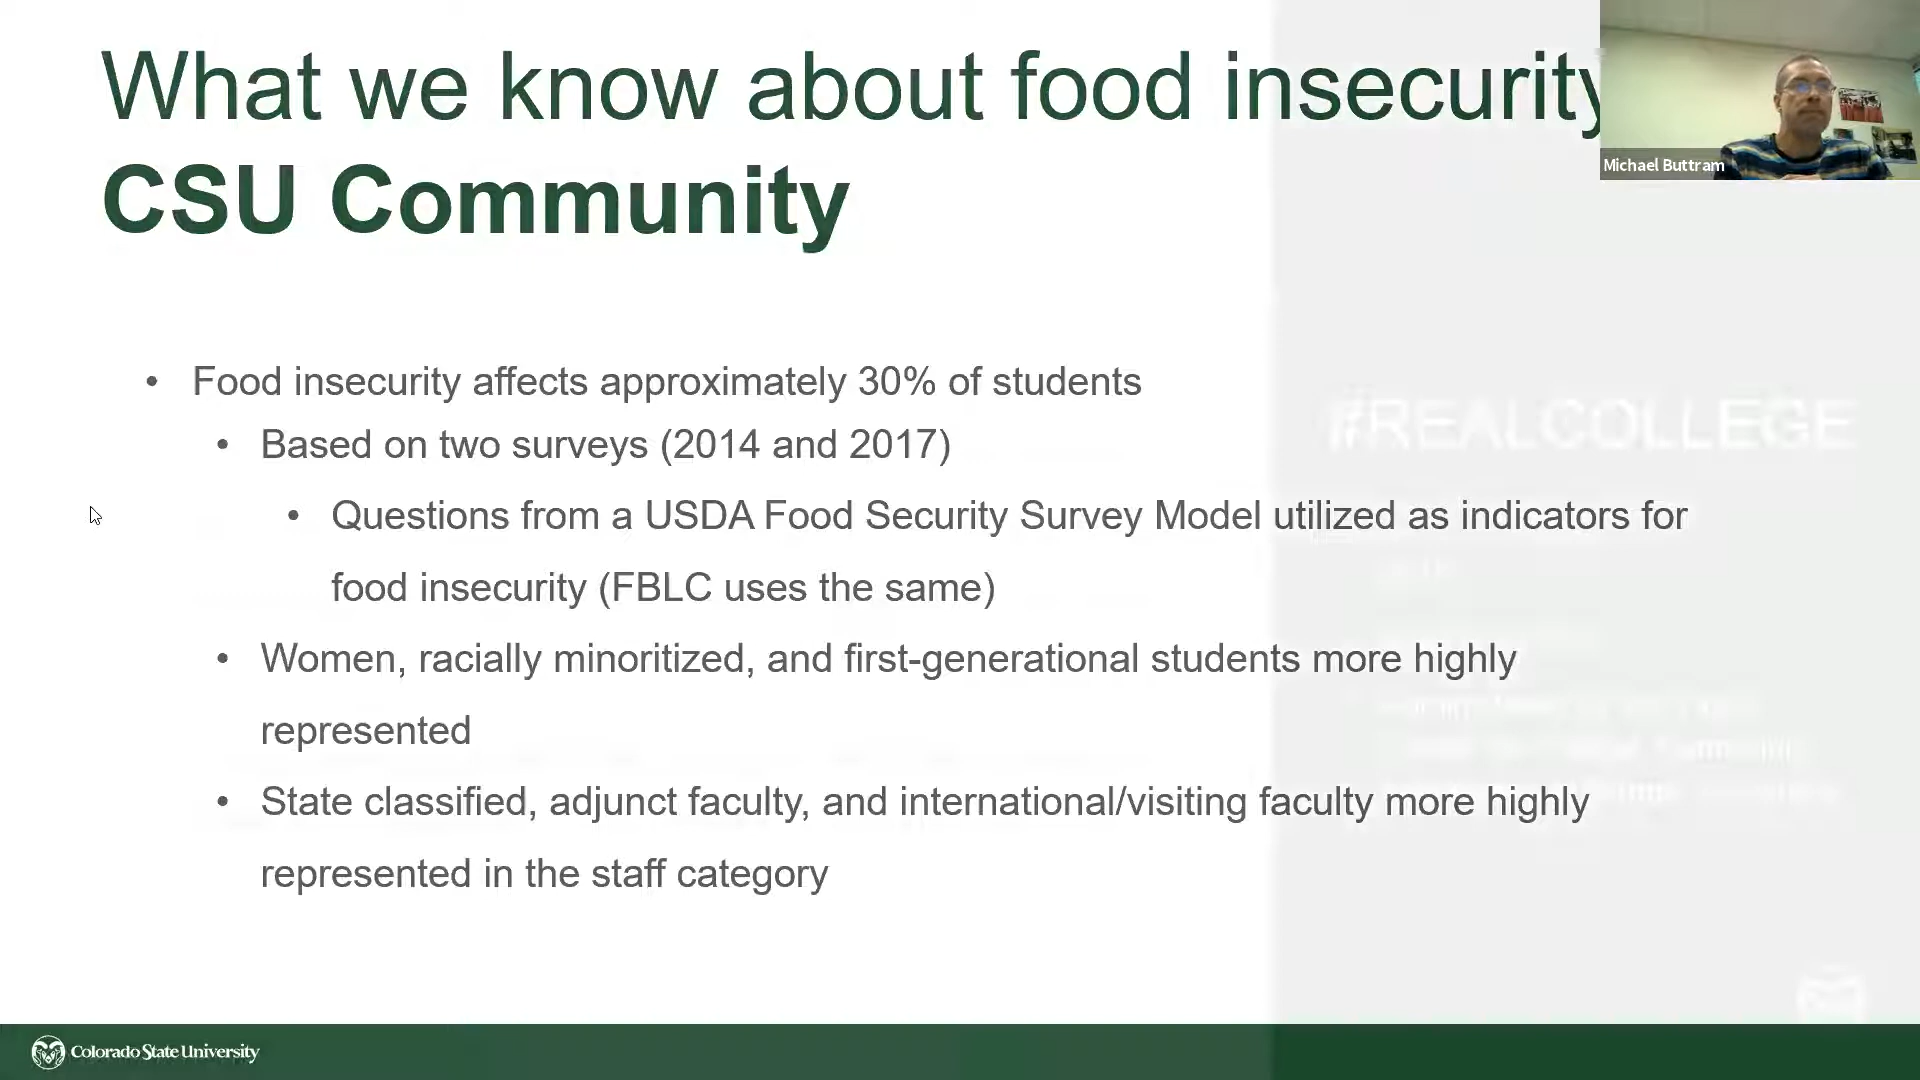 What we know about food insecurity
CSU Community
Michael Buttram
• Food insecurity affects approximately 30% of students
• Based on two surveys (2014 and 2017)
#REALCOLLEGE
• Questions from a USDA Food Security Survey Model utilized as indicators for
food insecurity (FBLC uses the same)
• Women, racially minoritized, and first-generational students more highly
represented
• State classified, adjunct faculty, and international/visiting faculty more highly
represented in the staff category
Colorado State University